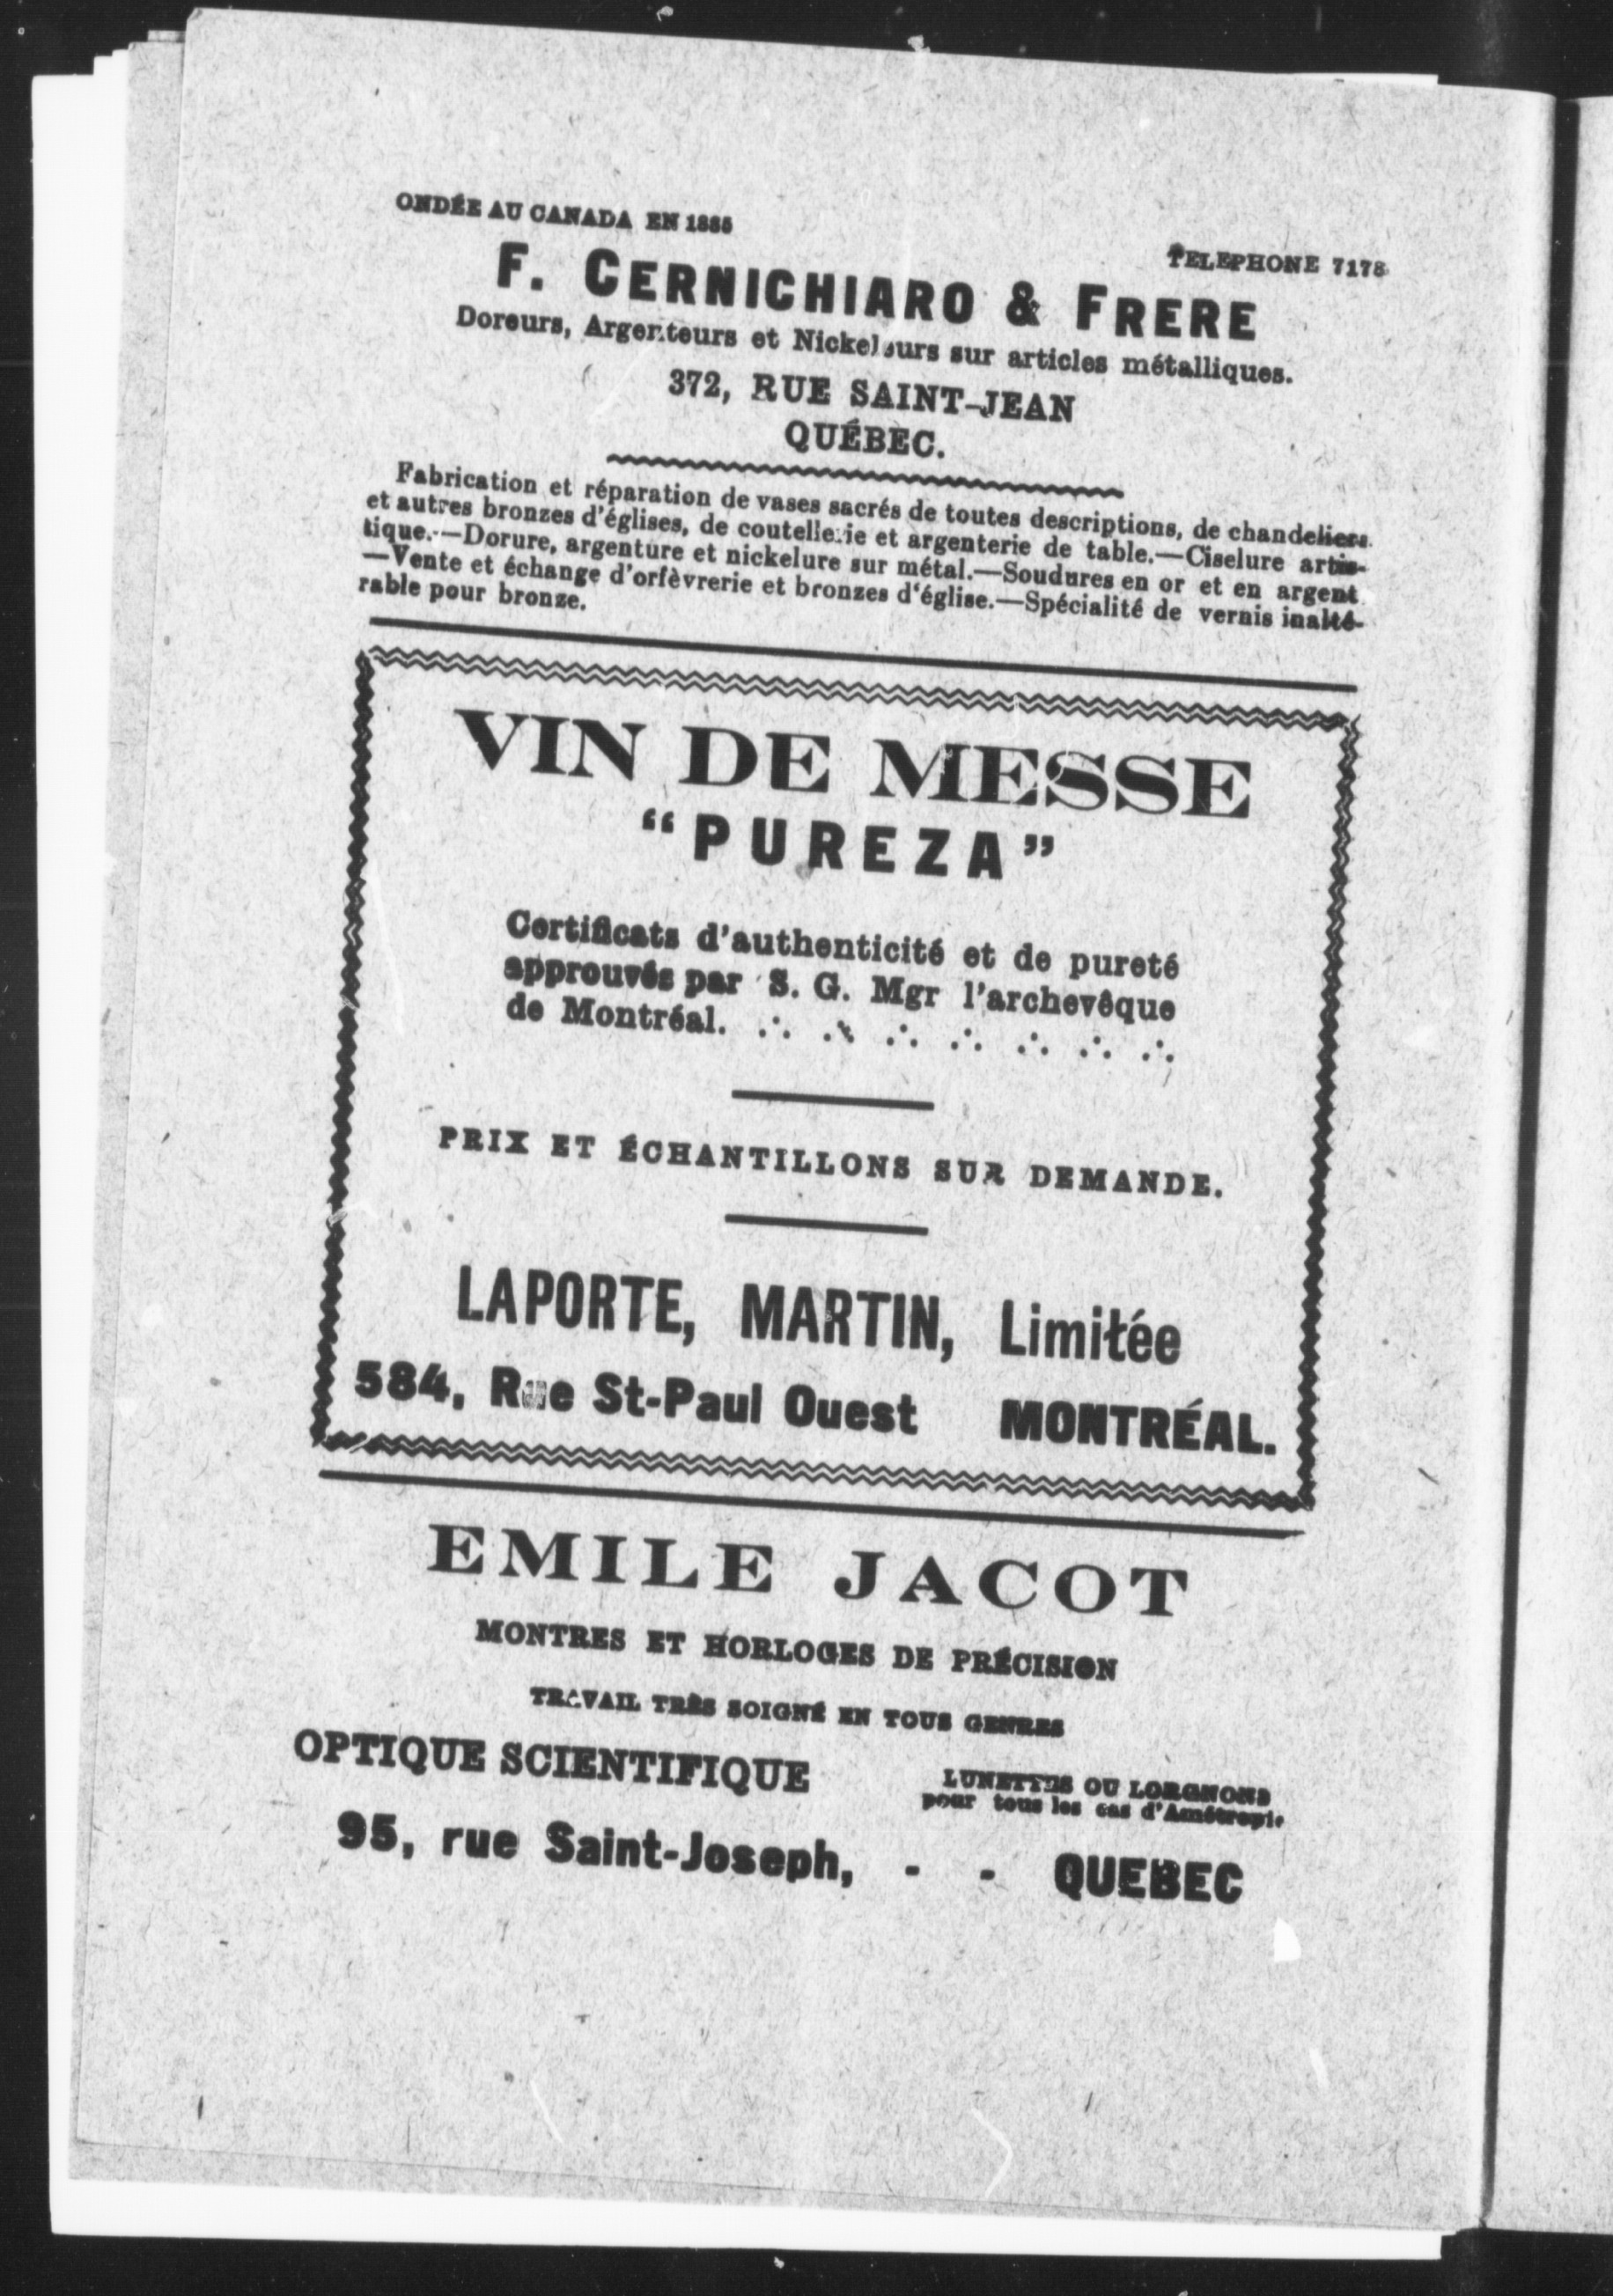 ONDÉE AU CANADA EN 1885
TELEPHONE 7178
F. CERNICHIARO & FRERE
Doreurs, Argenteurs et Nickeleurs sur articles métalliques.
372, RUE SAINT-JEAN
QUÉBEC.
Fabrication et réparation de vases sacrés de toutes descriptions, de chandeliers
et autres bronzes d'églises, de coutellerie et argenterie de table.—Ciselure artis-
tique.—Dorure, argenture et nickelure sur métal.—Soudures en or et en argent
—Vente et échange d'orfèvrerie et bronzes d'église.—Spécialité de vernis inalté-
rable pour bronze.
VIN DE MESSE
“PUREZA”
Certificats d'authenticité et de pureté
approuvés par S. G. Mgr l'archevêque
de Montréal. ∴ ∴ ∴ ∴ ∴ ∴ ∴
PRIX ET ÉCHANTILLONS SUR DEMANDE.
LAPORTE, MARTIN, Limitée
584, Rue St-Paul Ouest MONTRÉAL.
EMILE JACOT
MONTRES ET HORLOGES DE PRÉCISION
TRAVAIL TRÈS SOIGNÉ EN TOUS GENRES
OPTIQUE SCIENTIFIQUE
LUNETTES OU LORGNONS
pour tous les cas d'Amétropie
95, rue Saint-Joseph, - - QUEBEC